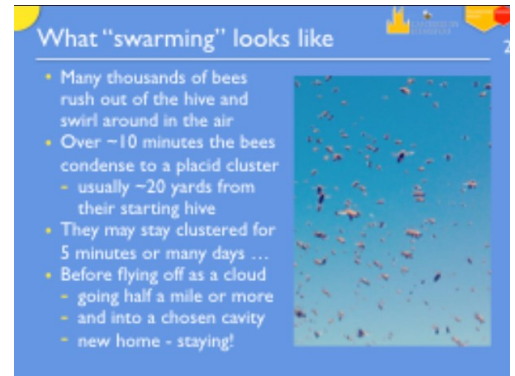 What “swarming” looks like
2
• Many thousands of bees
rush out of the hive and
swirl around in the air
• Over ~10 minutes the bees
condense to a placid cluster
- usually ~20 yards from
their starting hive
• They may stay clustered for
5 minutes or many days ...
• Before flying off as a cloud
- going half a mile or more
- and into a chosen cavity
- new home - staying!